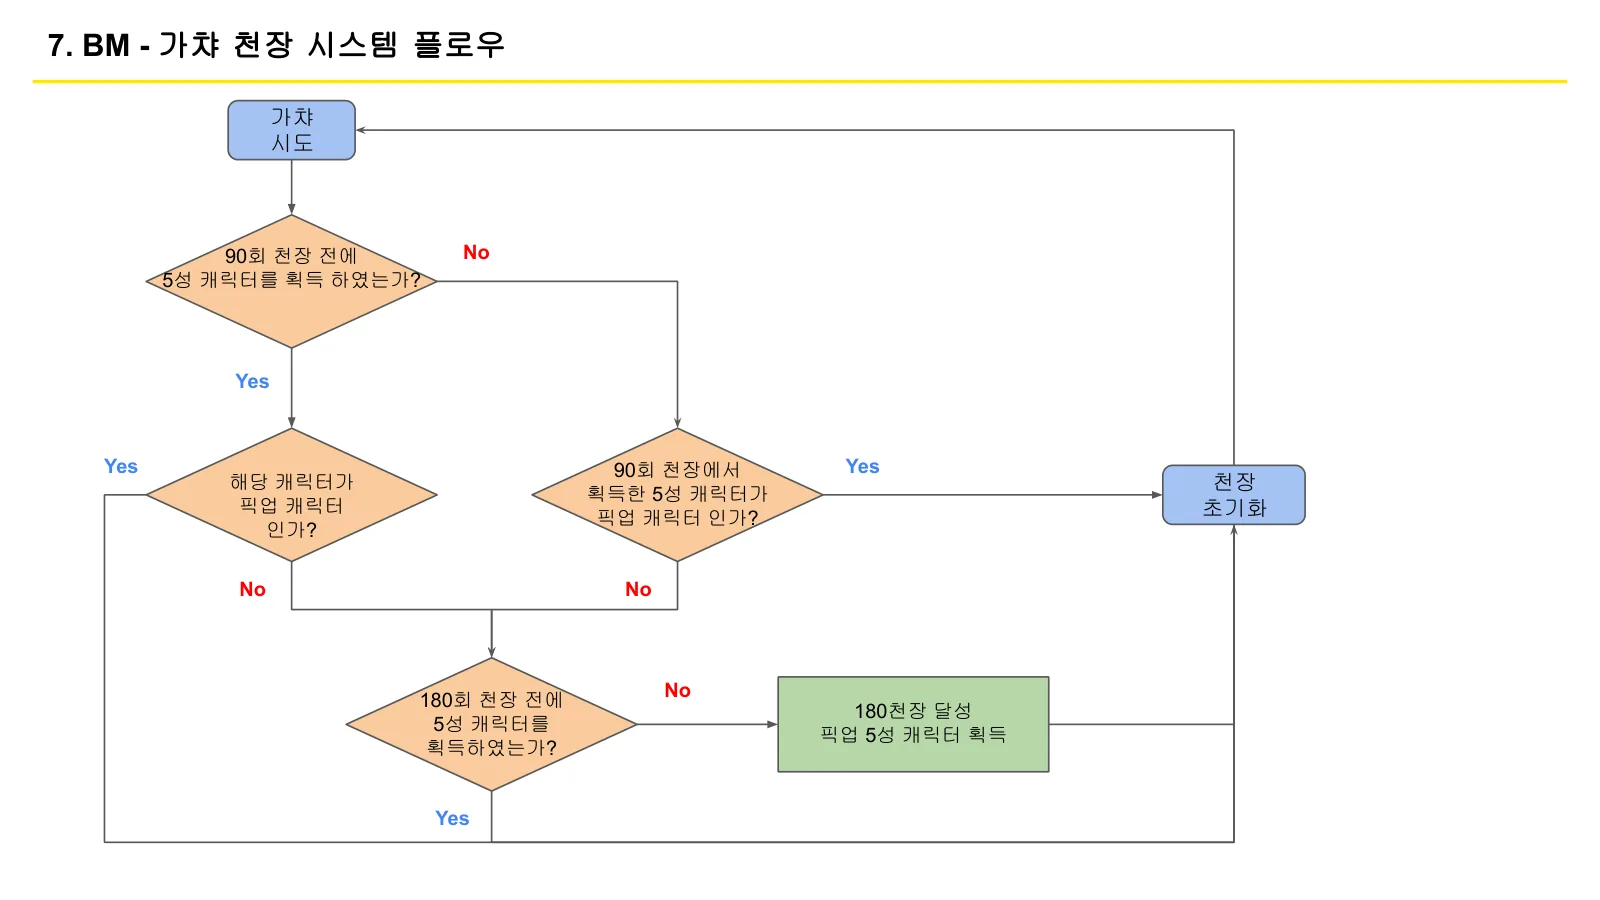 7. BM - 가챠 천장 시스템 플로우
가챠
시도
90회 천장 전에
5성 캐릭터를 획득 하였는가?
No
Yes
Yes
해당 캐릭터가
픽업 캐릭터
인가?
90회 천장에서
획득한 5성 캐릭터가
픽업 캐릭터 인가?
Yes
천장
초기화
No
No
180회 천장 전에
5성 캐릭터를
획득하였는가?
No
180천장 달성
픽업 5성 캐릭터 획득
Yes